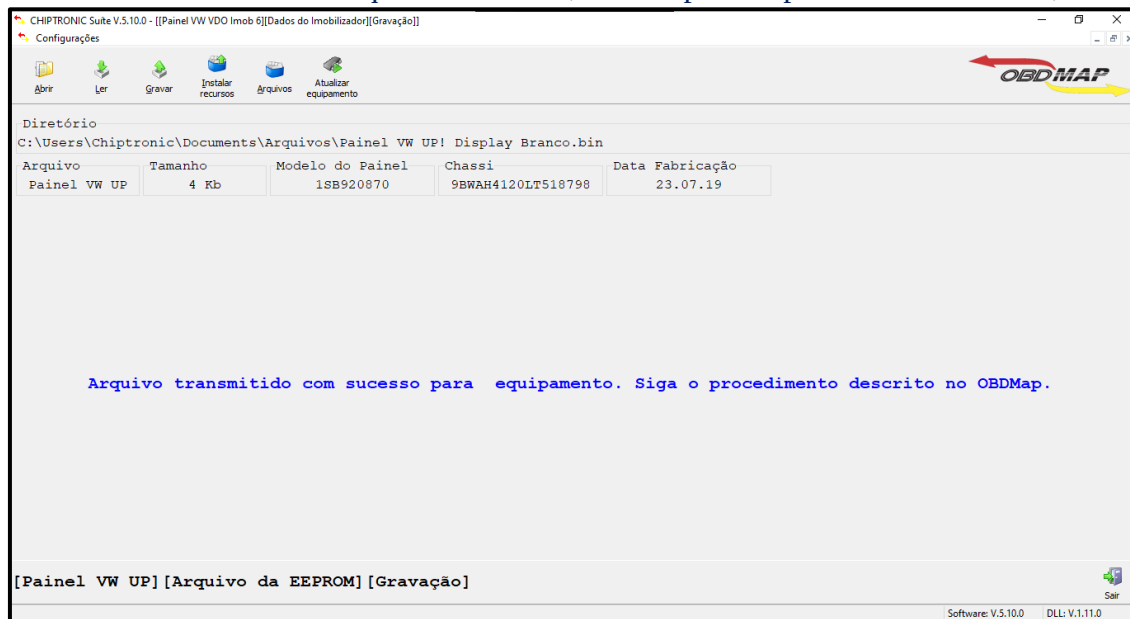 CHIPTRONIC Suíte V.5.10.0 - [[Painel VW VDO Imob 6][Dados do Imobilizador][Gravação]]
Configurações
Abrir Ler Gravar Instalar recursos Arquivos Atualizar equipamento
OBDMAP
Diretório
C:\Users\Chiptronic\Documents\Arquivos\Painel VW UP! Display Branco.bin
Arquivo Tamanho Modelo do Painel Chassi Data Fabricação
Painel VW UP 4 Kb 1SB920870 9BWAH4120LT518798 23.07.19
Arquivo transmitido com sucesso para equipamento. Siga o procedimento descrito no OBDMap.
[Painel VW UP][Arquivo da EEPROM][Gravação]
Sair
Software: V.5.10.0 DLL: V.1.11.0